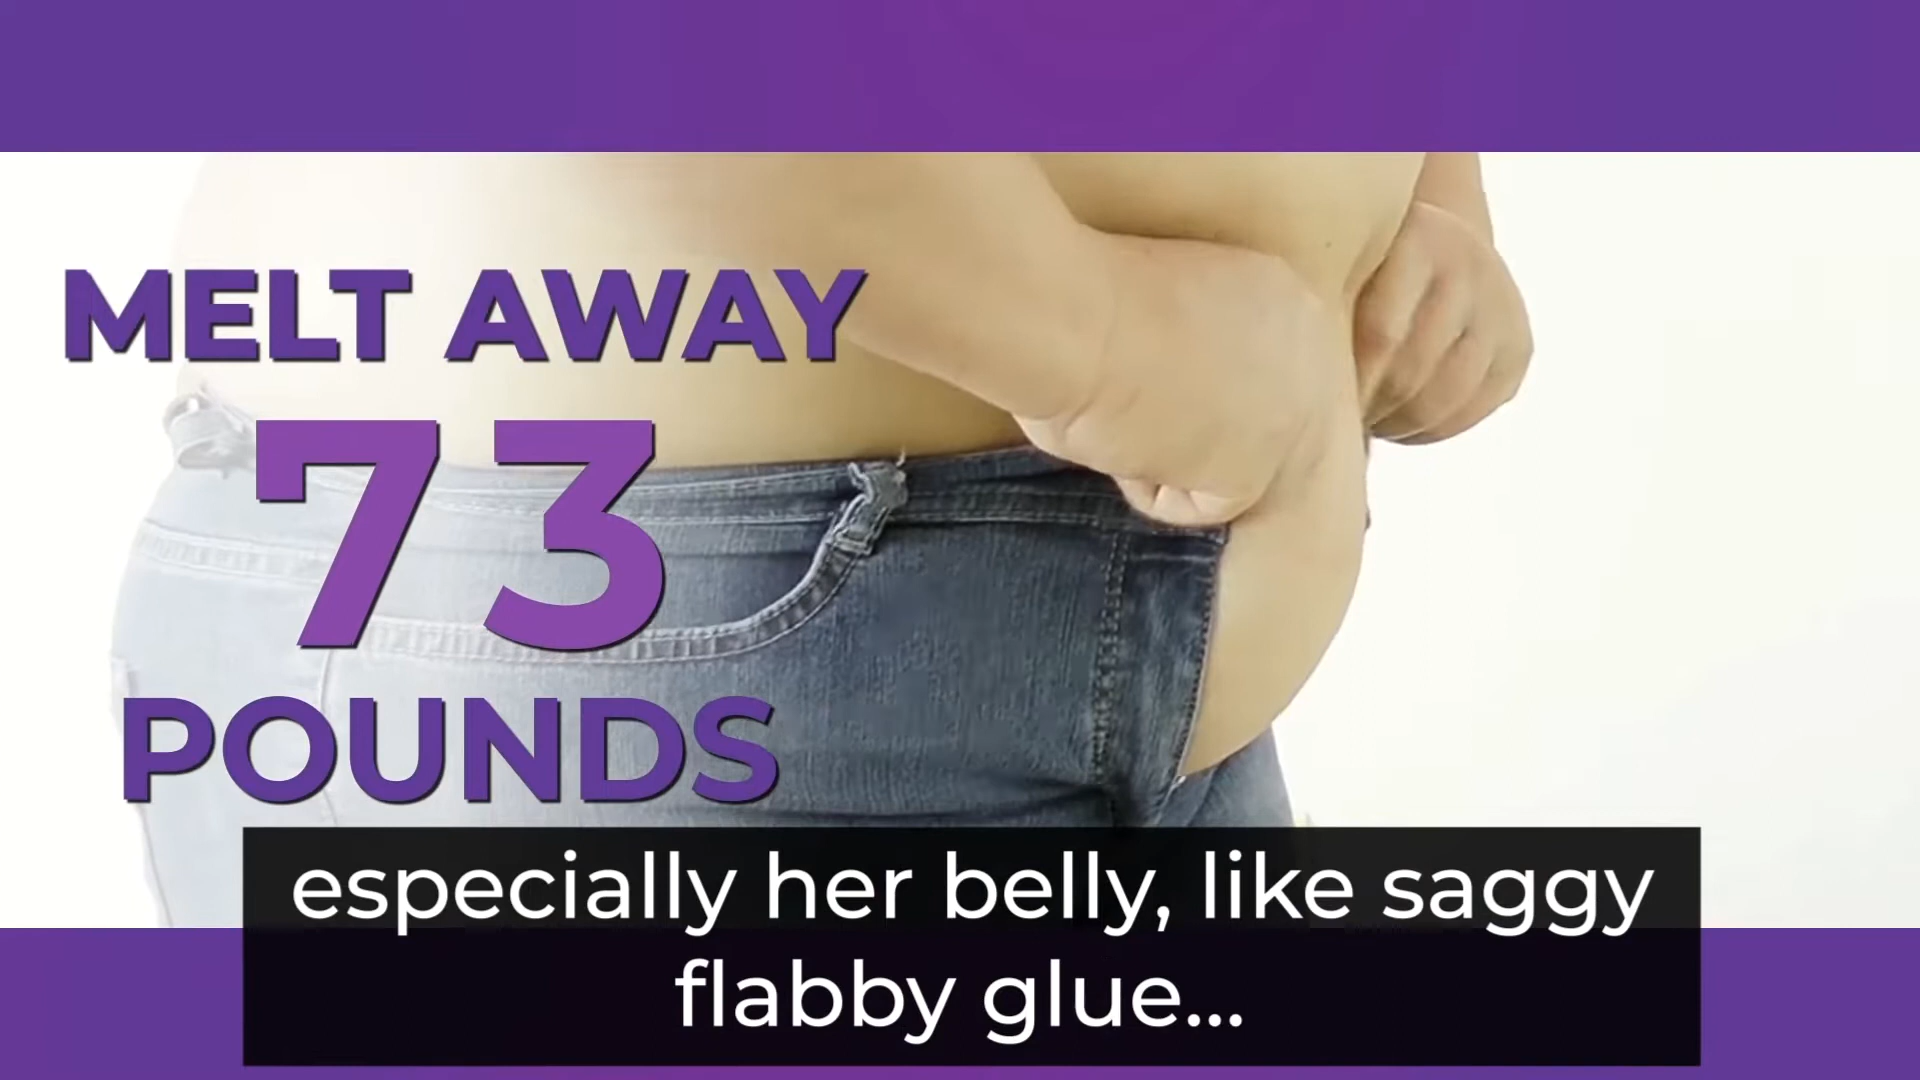 MELT AWAY
73
POUNDS
especially her belly, like saggy
flabby glue...